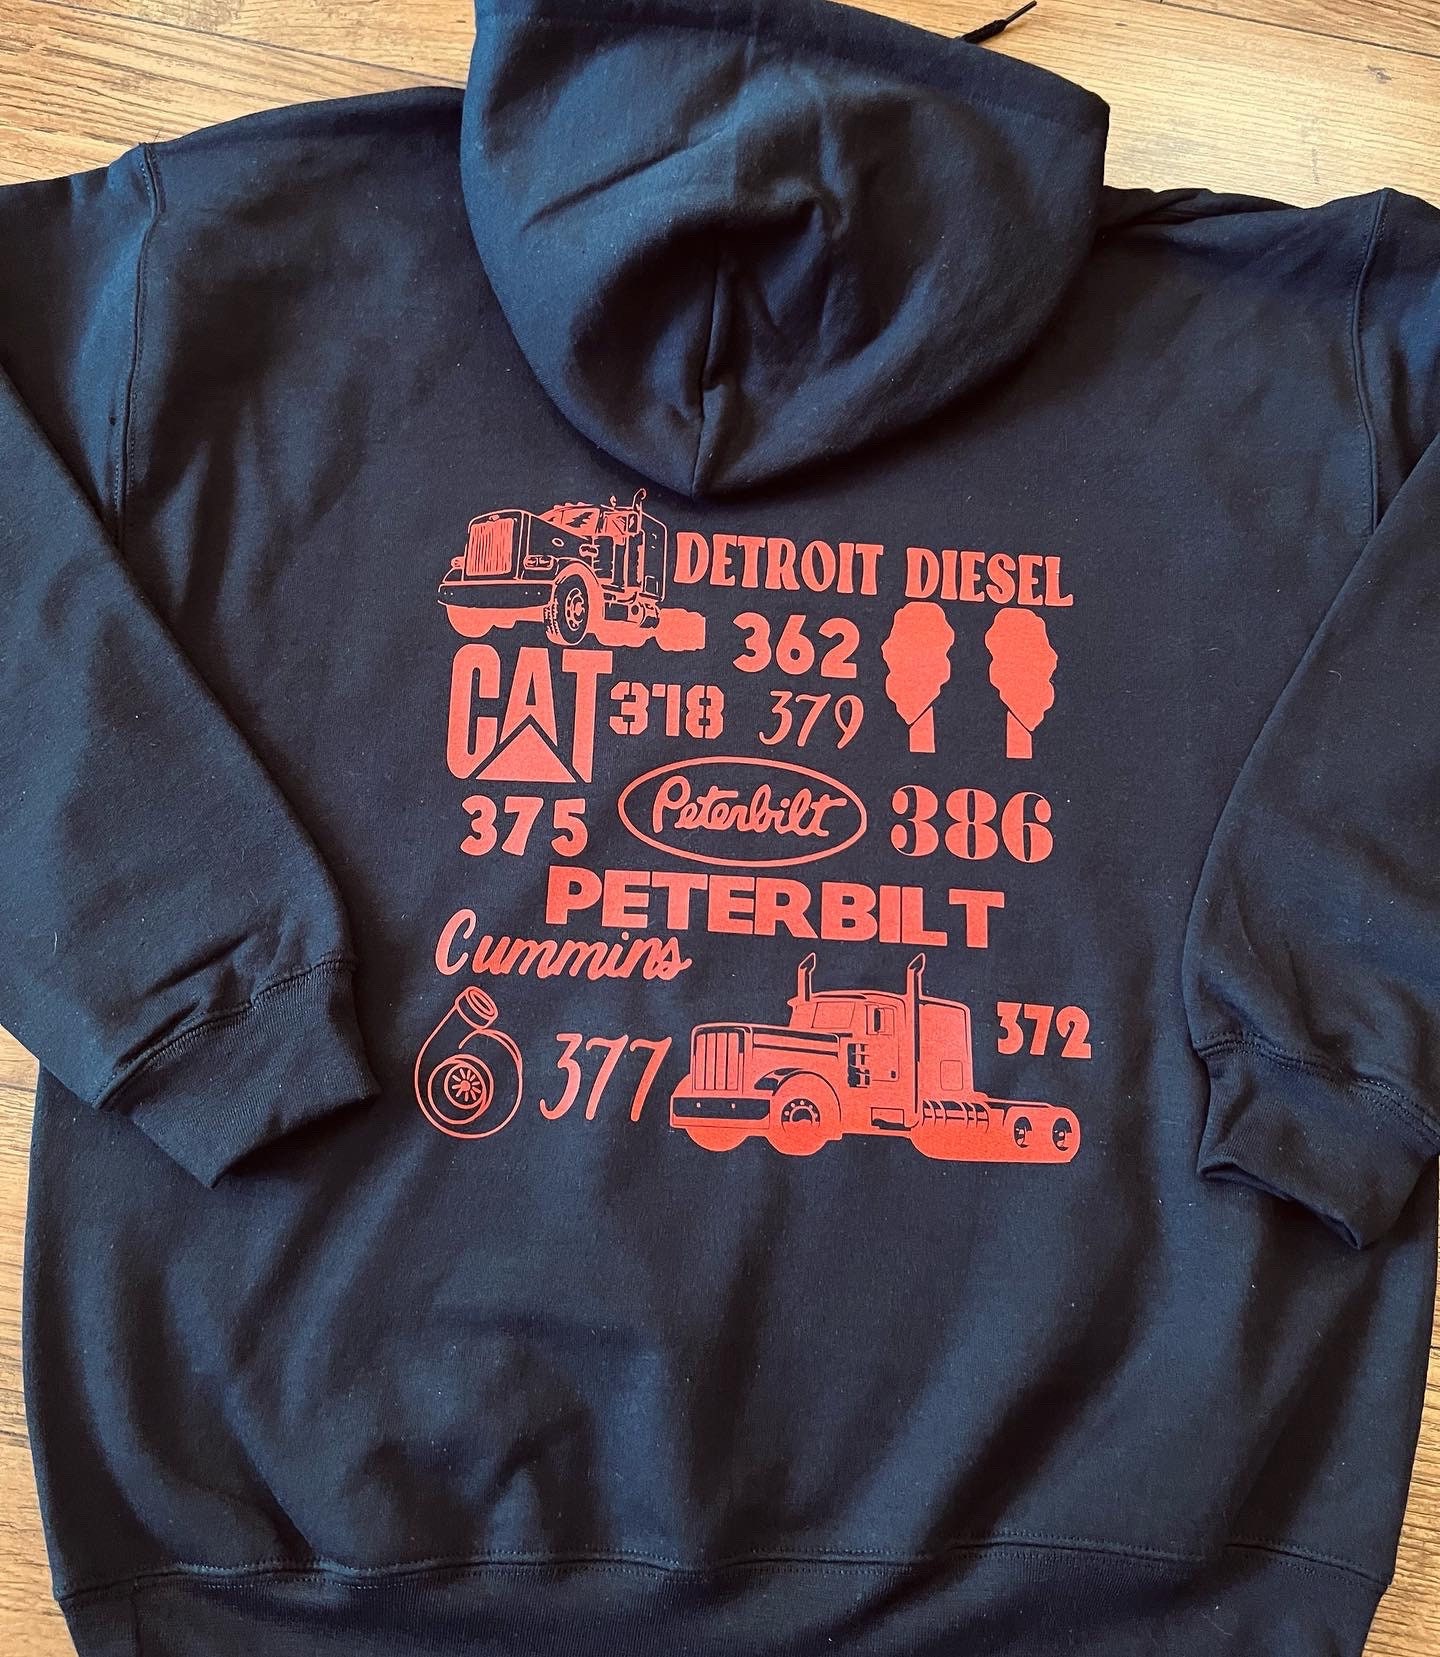 DETROIT DIESEL
362
CAT
318
379
375
Peterbilt
386
PETERBILT
Cummins
377
372